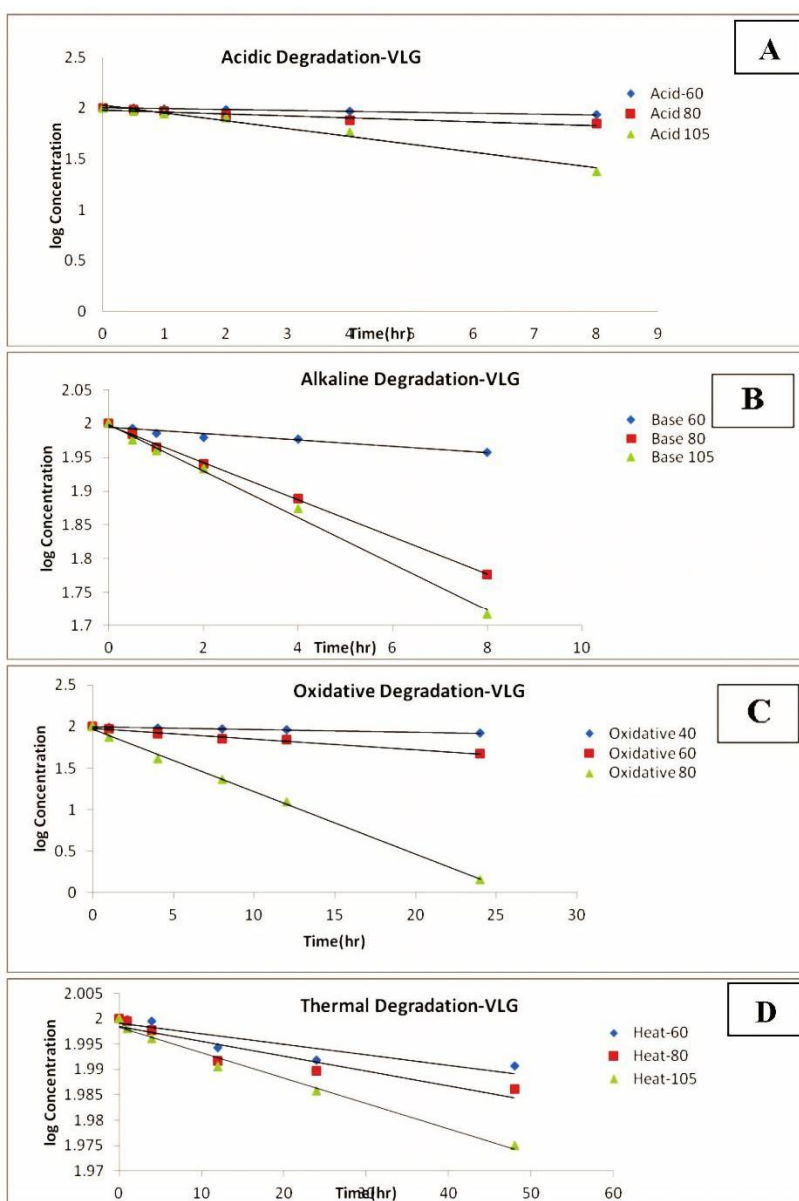 A
Acidic Degradation-VLG
2.5
2
1.5
1
0.5
0
log Concentration
Acid-60
Acid 80
Acid 105
0 1 2 3 4 5 6 7 8 9
Time(hr)
B
Alkaline Degradation-VLG
2.05
2
1.95
1.9
1.85
1.8
1.75
1.7
log Concentration
Base 60
Base 80
Base 105
0 2 4 6 8 10
Time(hr)
C
Oxidative Degradation-VLG
2.5
2
1.5
1
0.5
0
log Concentration
Oxidative 40
Oxidative 60
Oxidative 80
0 5 10 15 20 25 30
Time(hr)
D
Thermal Degradation-VLG
2.005
2
1.995
1.99
1.985
1.98
1.975
1.97
log Concentration
Heat-60
Heat-80
Heat-105
0 10 20 30 40 50 60
Time(hr)